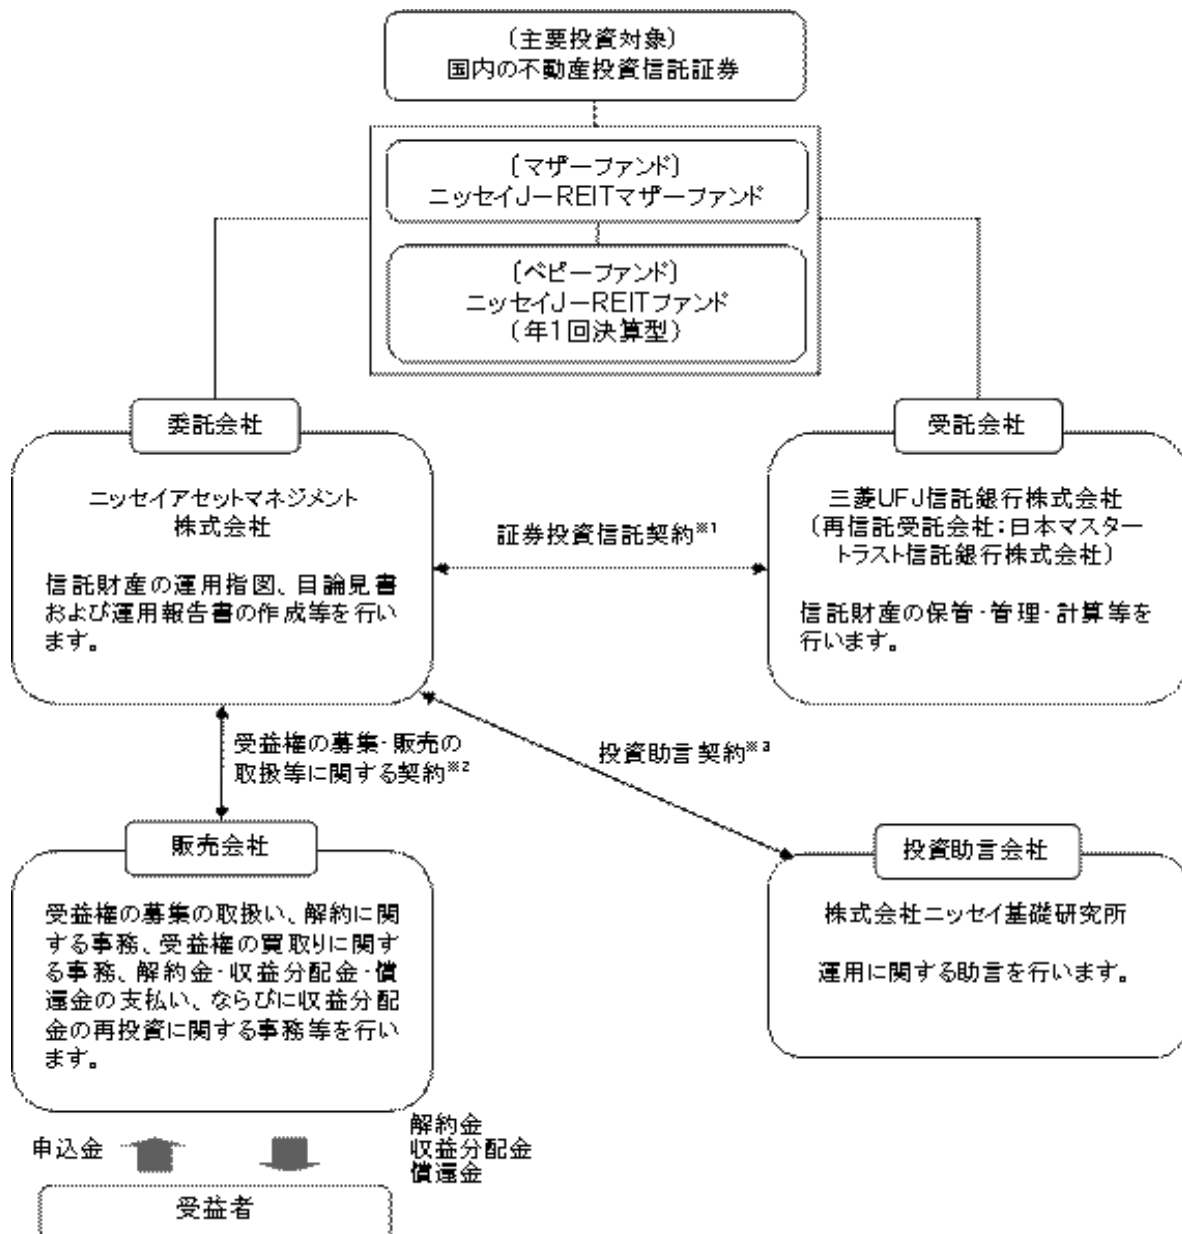 （主要投資対象）
国内の不動産投資信託証券
〔マザーファンド〕
ニッセイJ－REITマザーファンド
〔ベビーファンド〕
ニッセイJ－REITファンド
（年1回決算型）
委託会社
ニッセイアセットマネジメント
株式会社
信託財産の運用指図、目論見書
および運用報告書の作成等を行い
ます。
証券投資信託契約※1
受託会社
三菱UFJ信託銀行株式会社
（再信託受託会社：日本マスター
トラスト信託銀行株式会社）
信託財産の保管・管理・計算等を
行います。
受益権の募集・販売の
取扱等に関する契約※2
投資助言契約※3
販売会社
受益権の募集の取扱い、解約に関
する事務、受益権の買取りに関す
る事務、解約金・収益分配金・償
還金の支払い、ならびに収益分配
金の再投資に関する事務等を行い
ます。
投資助言会社
株式会社ニッセイ基礎研究所
運用に関する助言を行います。
申込金
解約金
収益分配金
償還金
受益者